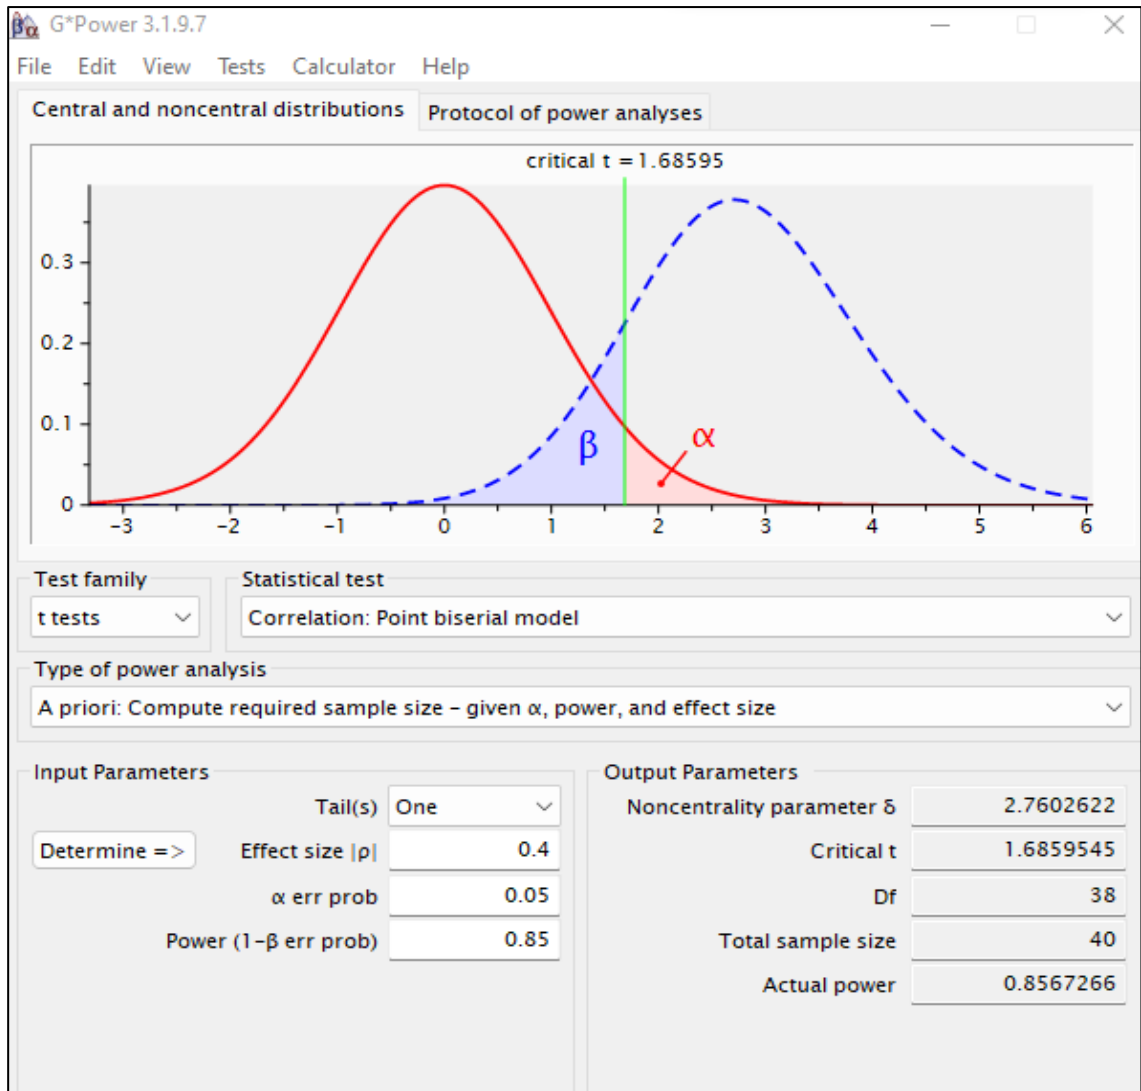 G*Power 3.1.9.7
File Edit View Tests Calculator Help
Central and noncentral distributions Protocol of power analyses
critical t = 1.68595
0.3
0.2
β α
0.1
0
-3 -2 -1 0 1 2 3 4 5 6
Test family Statistical test
t tests Correlation: Point biserial model
Type of power analysis
A priori: Compute required sample size – given α, power, and effect size
Input Parameters Output Parameters
Tail(s) One Noncentrality parameter δ 2.7602622
Determine => Effect size |ρ| 0.4 Critical t 1.6859545
α err prob 0.05 Df 38
Power (1-β err prob) 0.85 Total sample size 40
Actual power 0.8567266